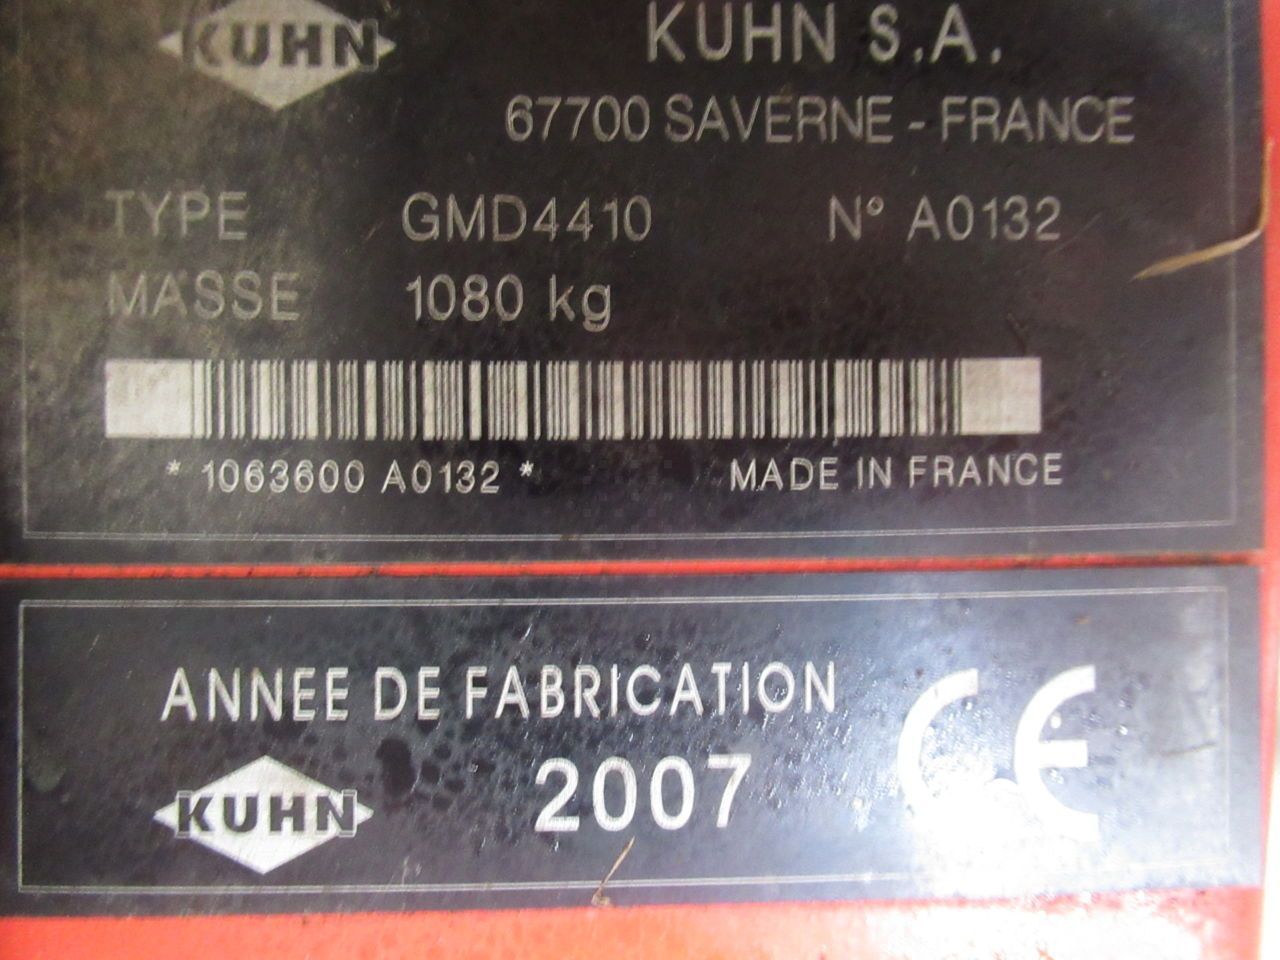 KUHN
KUHN S.A.
67700 SAVERNE - FRANCE
TYPE GMD4410 N° A0132
MASSE 1080 kg
* 1063600 A0132 * MADE IN FRANCE
ANNEE DE FABRICATION
KUHN 2007 CE